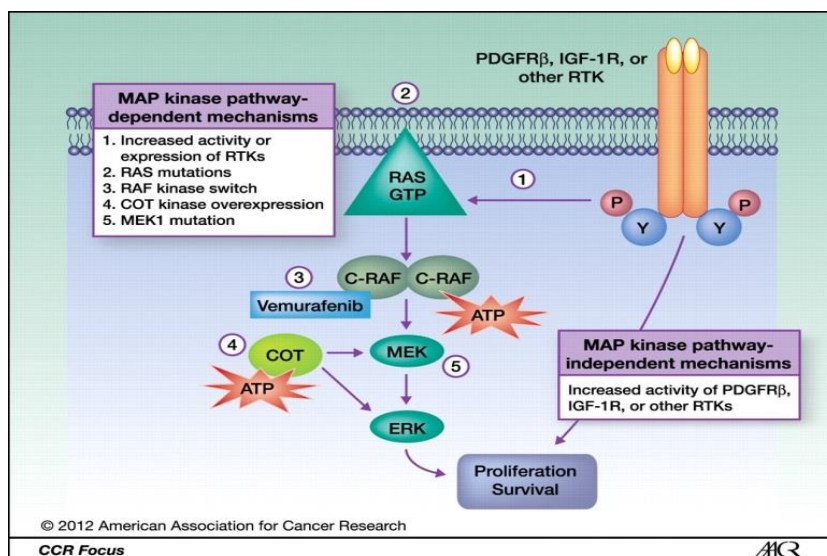 PDGFRβ, IGF-1R, or
other RTK
MAP kinase pathway-
dependent mechanisms
1. Increased activity or
expression of RTKs
2. RAS mutations
3. RAF kinase switch
4. COT kinase overexpression
5. MEK1 mutation
2
RAS
GTP
1
P
Y
Y
P
C-RAF
C-RAF
3
Vemurafenib
ATP
4
COT
ATP
MEK
5
ERK
MAP kinase pathway-
independent mechanisms
Increased activity of PDGFRβ,
IGF-1R, or other RTKs
Proliferation
Survival
© 2012 American Association for Cancer Research
CCR Focus
AACR